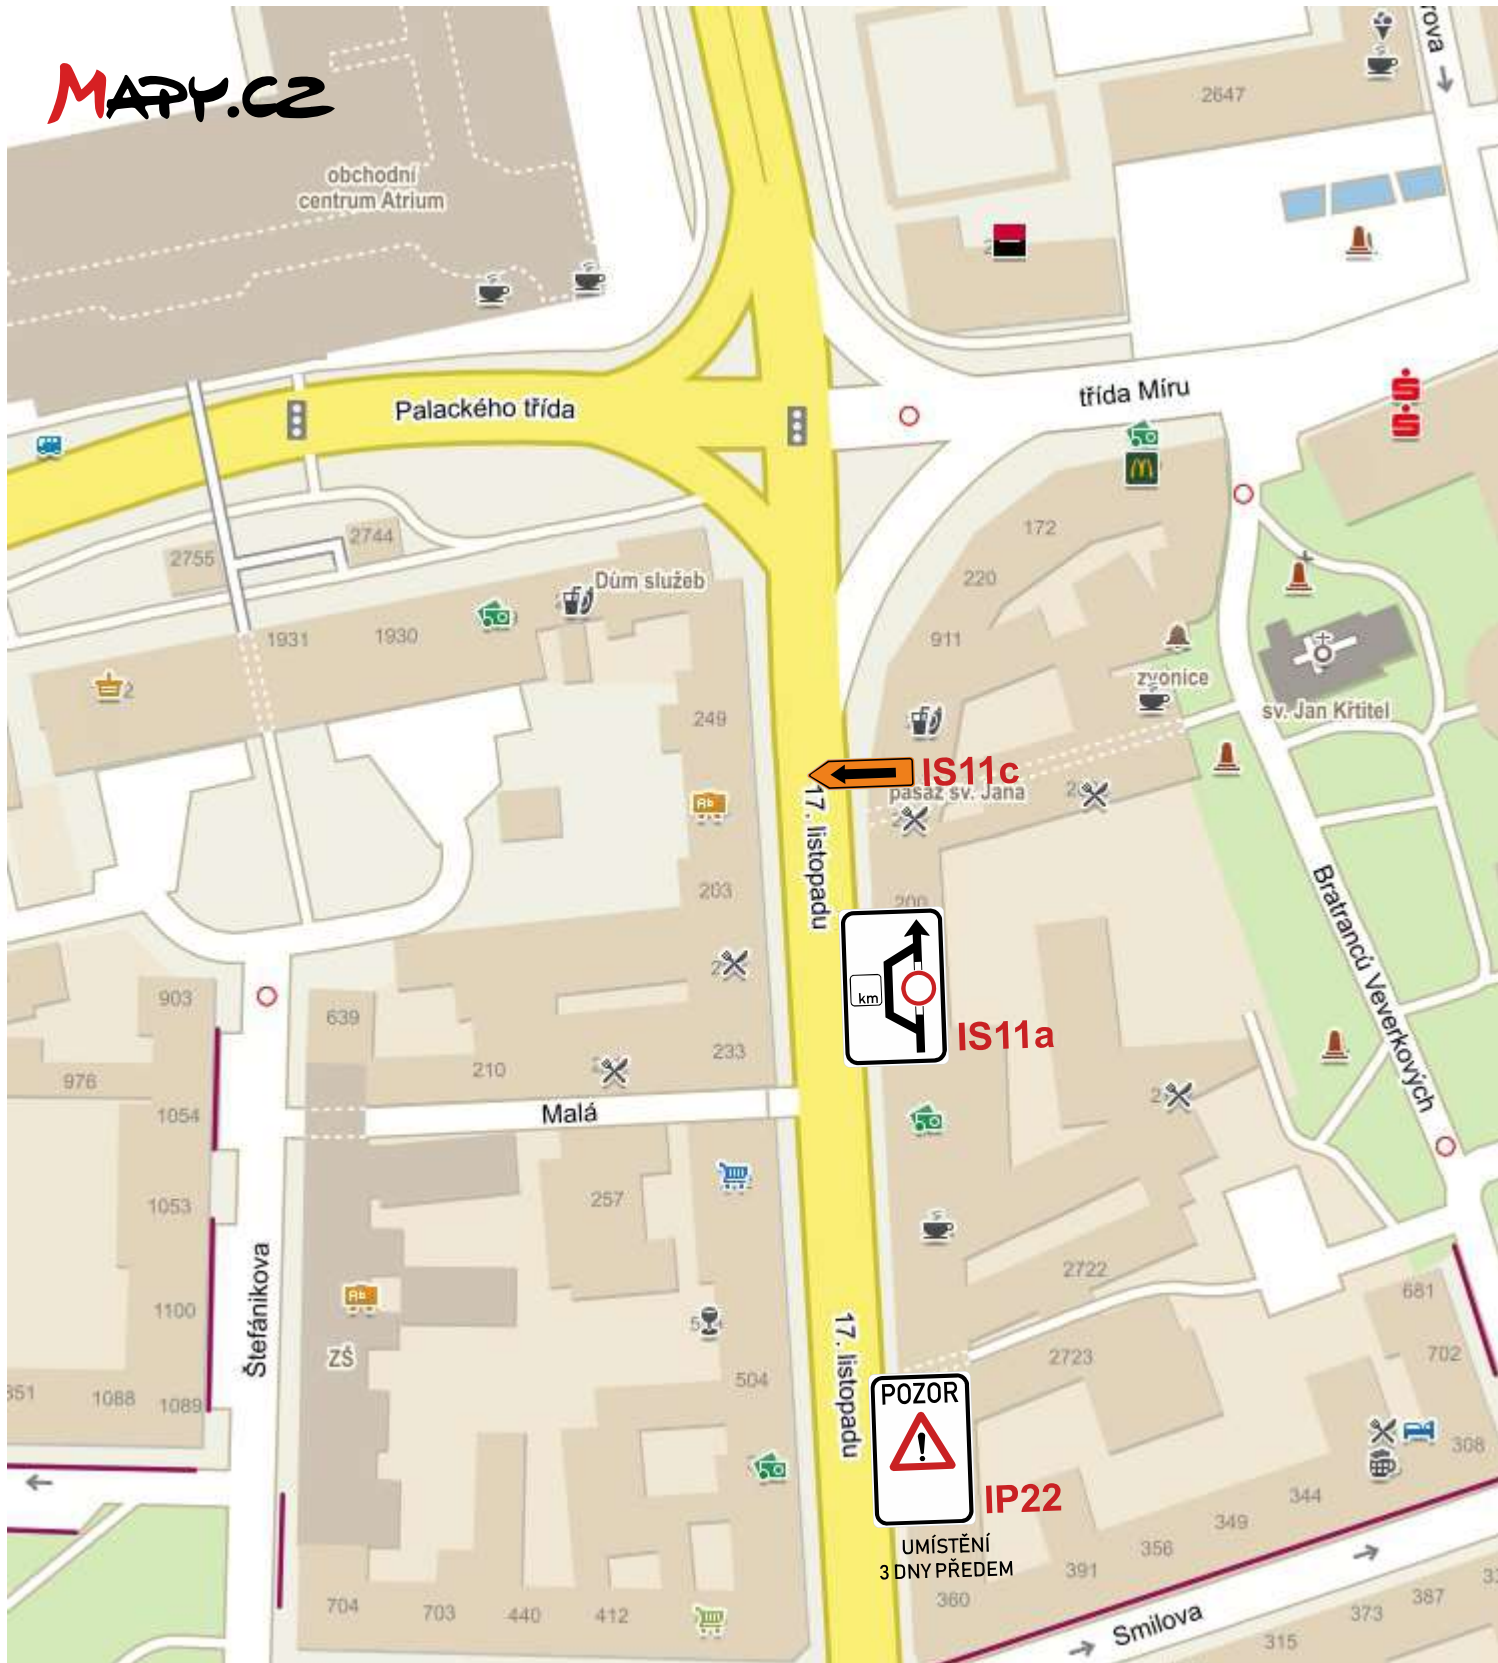 MAPY.CZ
rova
2647
obchodní
centrum Atrium
třída Míru
Palackého třída
172
2744
2755
Dům služeb
220
1931
1930
911
zvonice
2
sv. Jan Křtitel
249
IS11c
pasáž sv. Jana
17. listopadu
203
200
Bratranců Veverkových
903
639
km
IS11a
233
210
976
1054
Malá
257
1053
2722
681
1100
Štefánikova
17. listopadu
ZŠ
2723
702
504
POZOR
!
351
1088
1089
308
IP22
344
349
UMÍSTĚNÍ
3 DNY PŘEDEM
356
391
360
387
373
Smilova
315
704
703
440
412